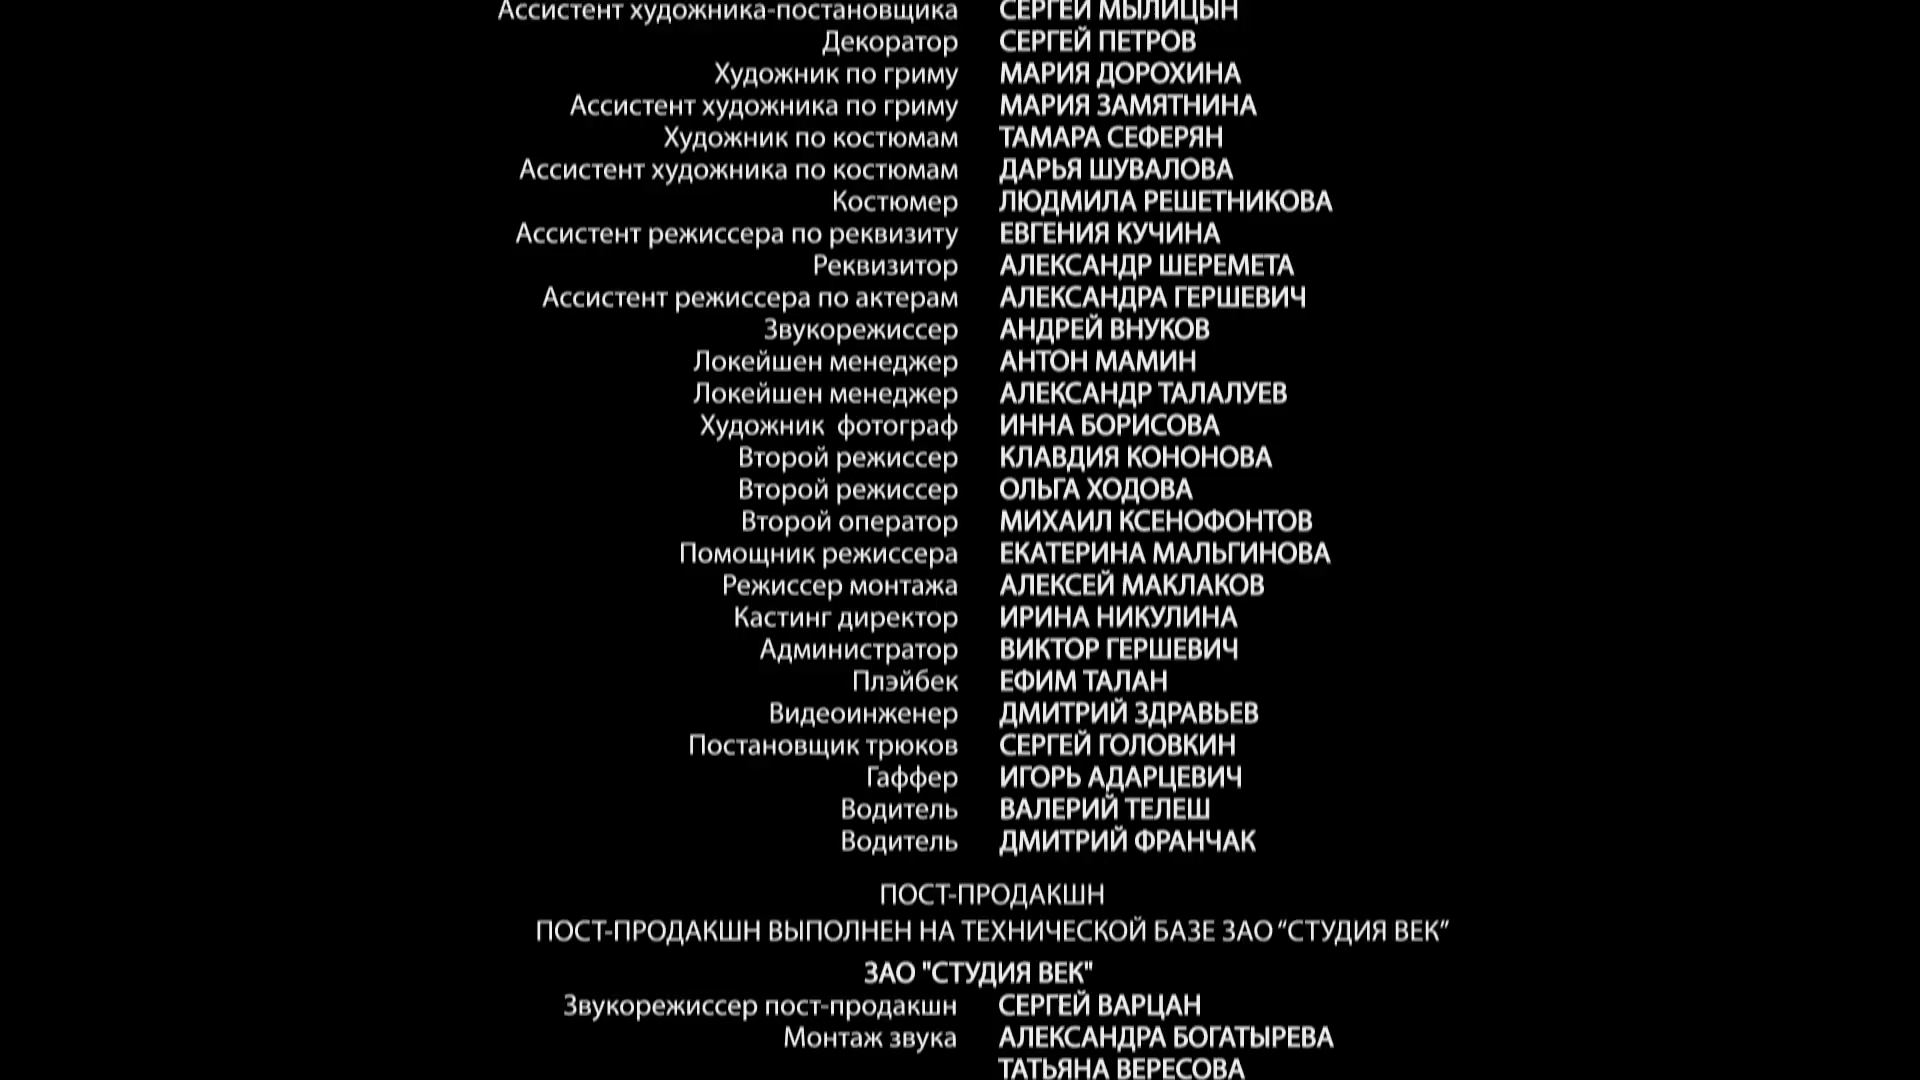 Ассистент художника-постановщика СЕРГЕЙ МЫЛИЦЫН
Декоратор СЕРГЕЙ ПЕТРОВ
Художник по гриму МАРИЯ ДОРОХИНА
Ассистент художника по гриму МАРИЯ ЗАМЯТНИНА
Художник по костюмам ТАМАРА СЕФЕРЯН
Ассистент художника по костюмам ДАРЬЯ ШУВАЛОВА
Костюмер ЛЮДМИЛА РЕШЕТНИКОВА
Ассистент режиссера по реквизиту ЕВГЕНИЯ КУЧИНА
Реквизитор АЛЕКСАНДР ШЕРЕМЕТА
Ассистент режиссера по актерам АЛЕКСАНДРА ГЕРШЕВИЧ
Звукорежиссер АНДРЕЙ ВНУКОВ
Локейшен менеджер АНТОН МАМИН
Локейшен менеджер АЛЕКСАНДР ТАЛАЛУЕВ
Художник фотограф ИННА БОРИСОВА
Второй режиссер КЛАВДИЯ КОНОНОВА
Второй режиссер ОЛЬГА ХОДОВА
Второй оператор МИХАИЛ КСЕНОФОНТОВ
Помощник режиссера ЕКАТЕРИНА МАЛЬГИНОВА
Режиссер монтажа АЛЕКСЕЙ МАКЛАКОВ
Кастинг директор ИРИНА НИКУЛИНА
Администратор ВИКТОР ГЕРШЕВИЧ
Плэйбек ЕФИМ ТАЛАН
Видеоинженер ДМИТРИЙ ЗДРАВЬЕВ
Постановщик трюков СЕРГЕЙ ГОЛОВКИН
Гаффер ИГОРЬ АДАРЦЕВИЧ
Водитель ВАЛЕРИЙ ТЕЛЕШ
Водитель ДМИТРИЙ ФРАНЧАК
ПОСТ-ПРОДАКШН
ПОСТ-ПРОДАКШН ВЫПОЛНЕН НА ТЕХНИЧЕСКОЙ БАЗЕ ЗАО “СТУДИЯ ВЕК”
ЗАО "СТУДИЯ ВЕК"
Звукорежиссер пост-продакшн СЕРГЕЙ ВАРЦАН
Монтаж звука АЛЕКСАНДРА БОГАТЫРЕВА
ТАТЬЯНА ВЕРЕСОВА